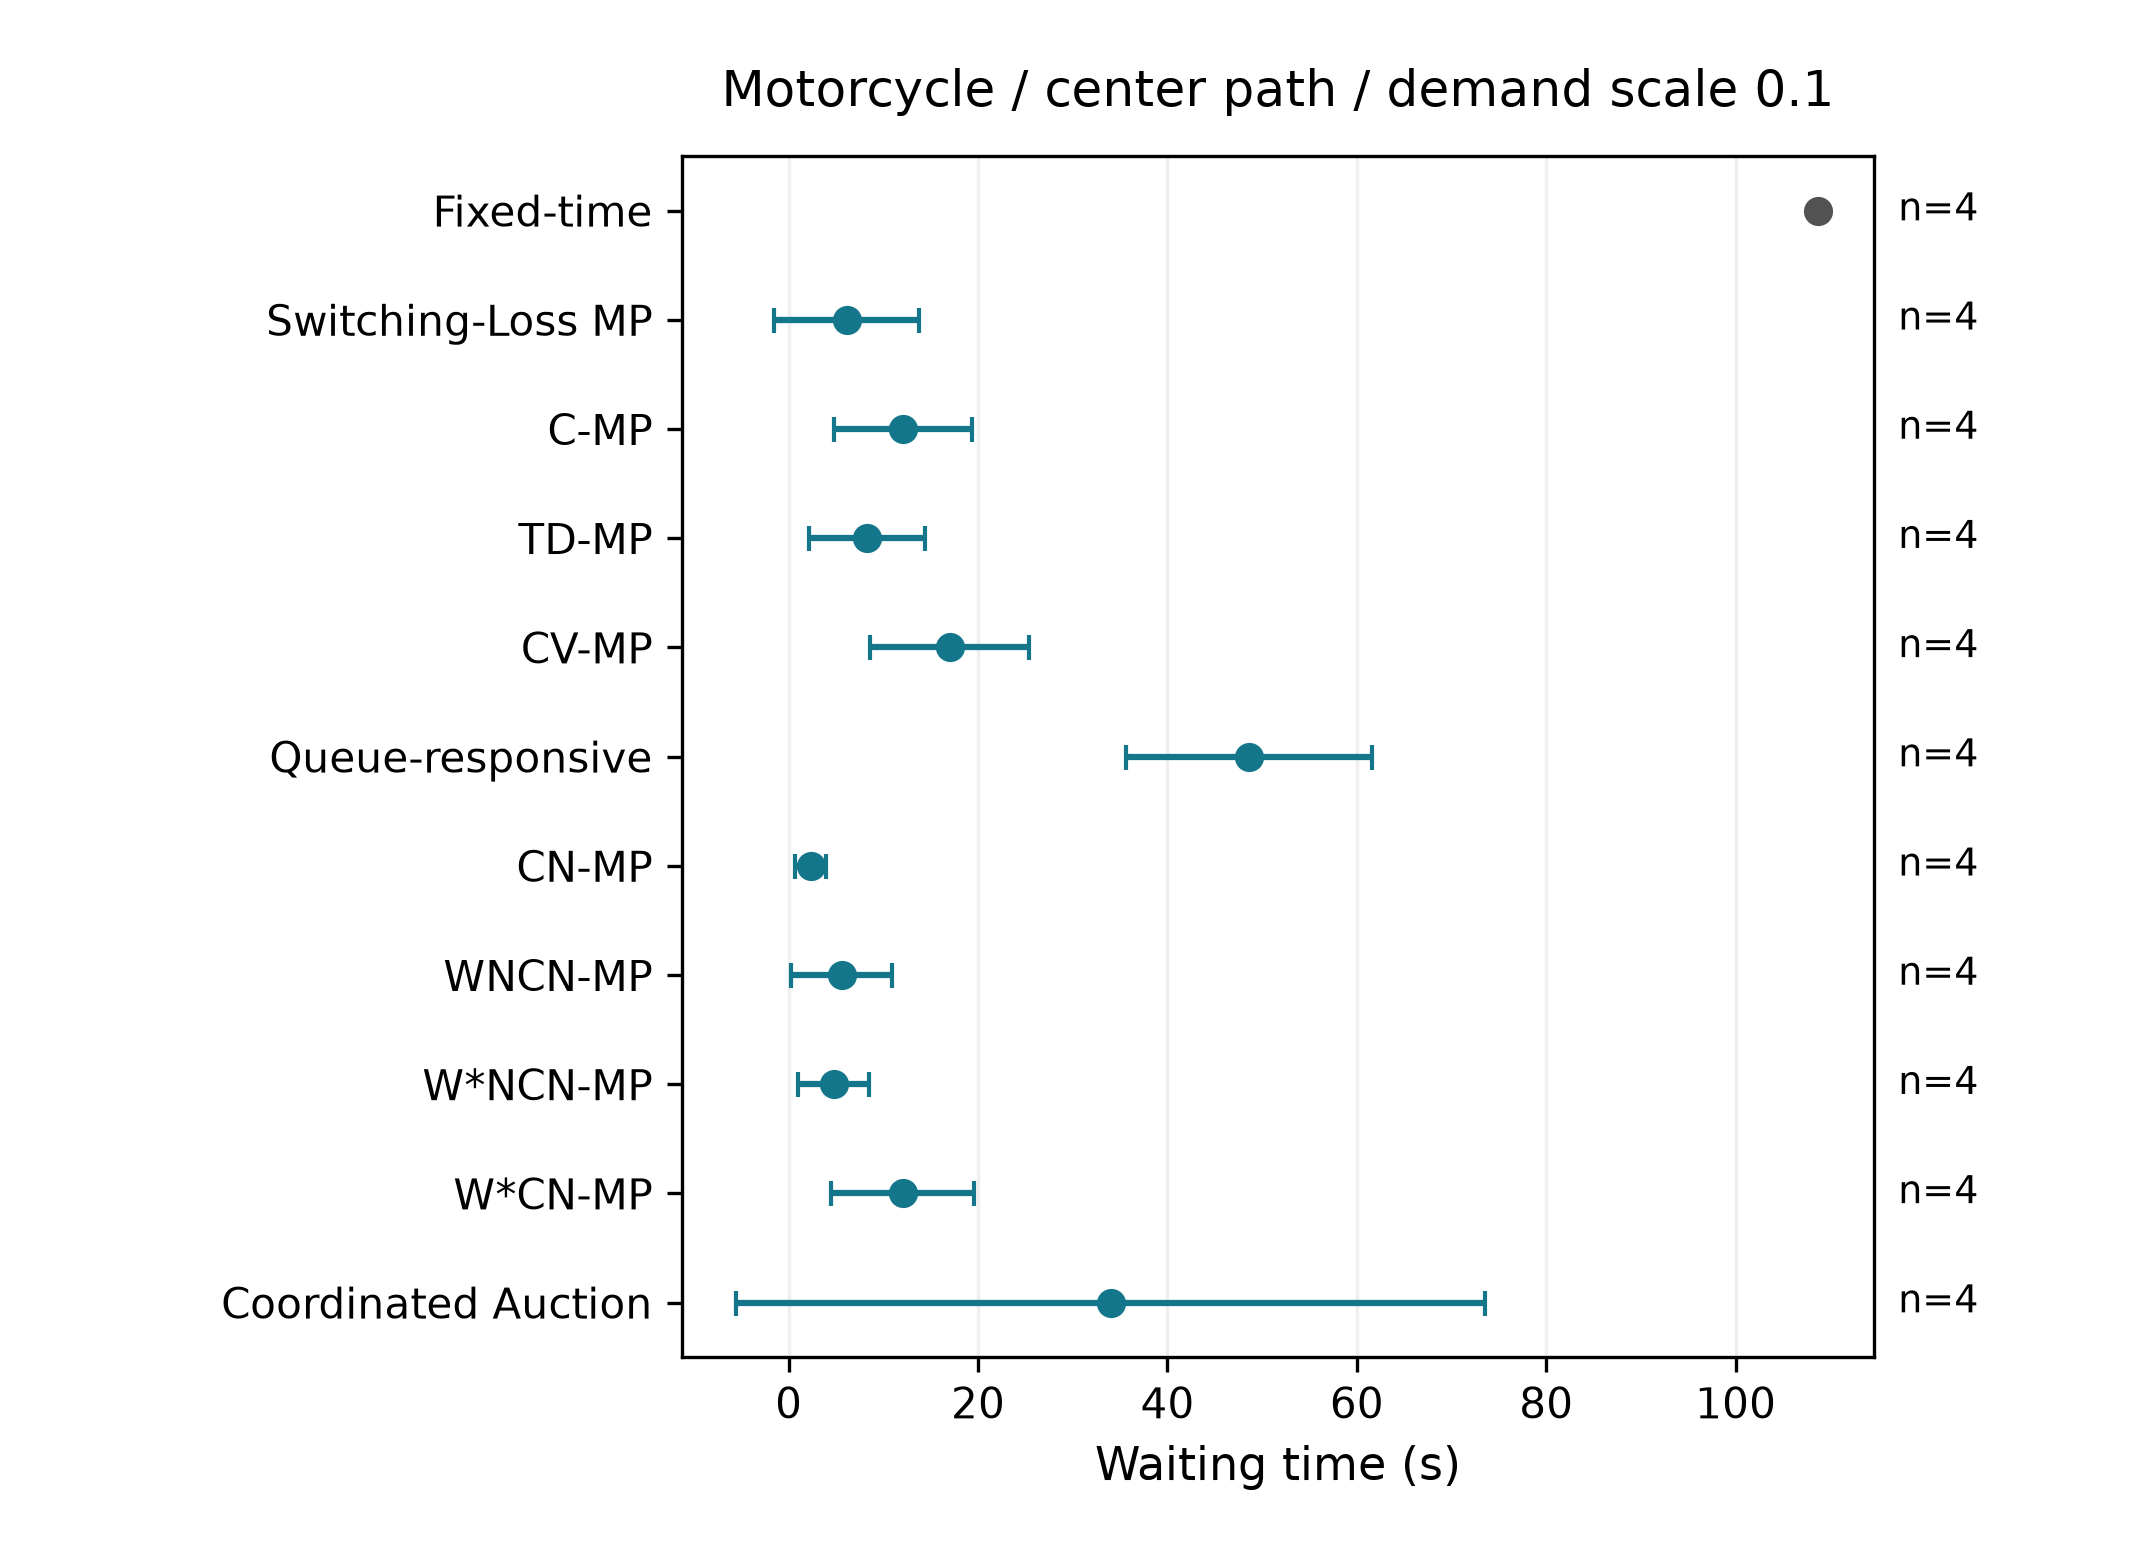 Motorcycle / center path / demand scale 0.1
Fixed-time n=4
Switching-Loss MP n=4
C-MP n=4
TD-MP n=4
CV-MP n=4
Queue-responsive n=4
CN-MP n=4
WNCN-MP n=4
W*NCN-MP n=4
W*CN-MP n=4
Coordinated Auction n=4
0 20 40 60 80 100
Waiting time (s)